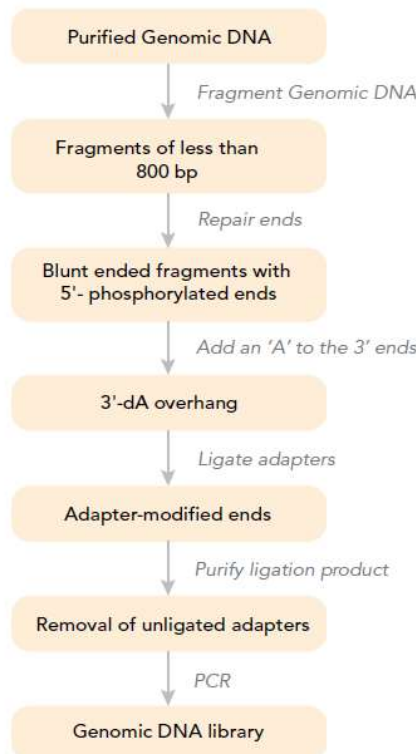 Purified Genomic DNA
Fragment Genomic DNA
Fragments of less than
800 bp
Repair ends
Blunt ended fragments with
5'- phosphorylated ends
Add an ‘A’ to the 3’ ends
3'-dA overhang
Ligate adapters
Adapter-modified ends
Purify ligation product
Removal of unligated adapters
PCR
Genomic DNA library